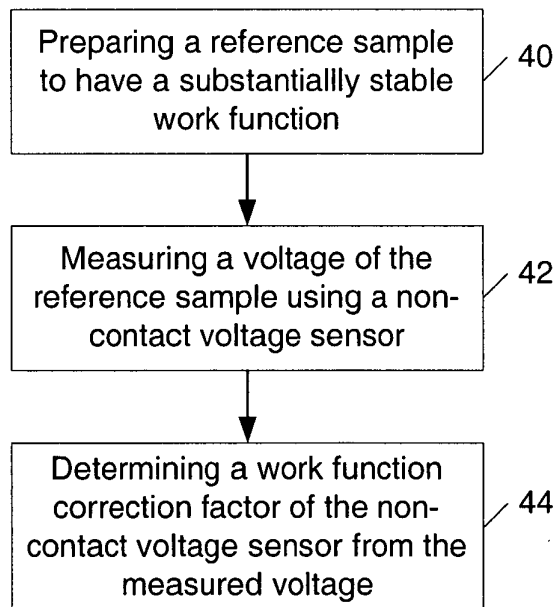 Preparing a reference sample
to have a substantiallly stable
work function
40
Measuring a voltage of the
reference sample using a non-
contact voltage sensor
42
Determining a work function
correction factor of the non-
contact voltage sensor from the
measured voltage
44